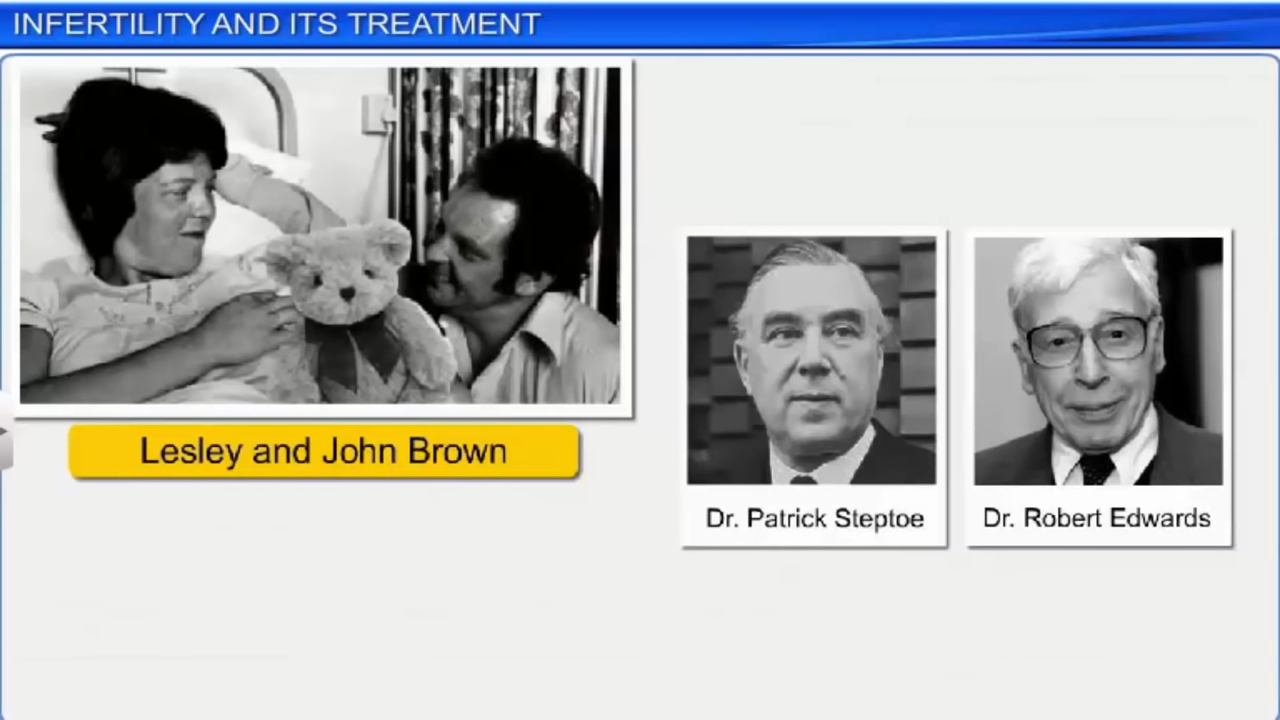 INFERTILITY AND ITS TREATMENT
Lesley and John Brown
Dr. Patrick Steptoe
Dr. Robert Edwards